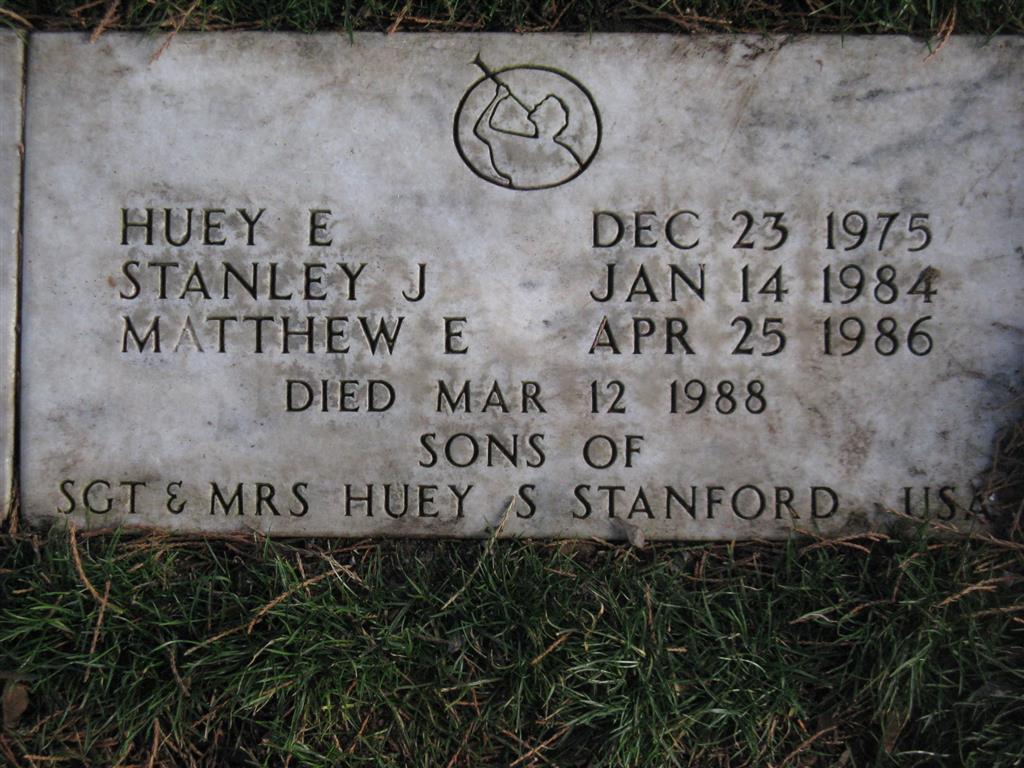 HUEY E DEC 23 1975
STANLEY J JAN 14 1984
MATTHEW E APR 25 1986
DIED MAR 12 1988
SONS OF
SGT & MRS HUEY S STANFORD USA